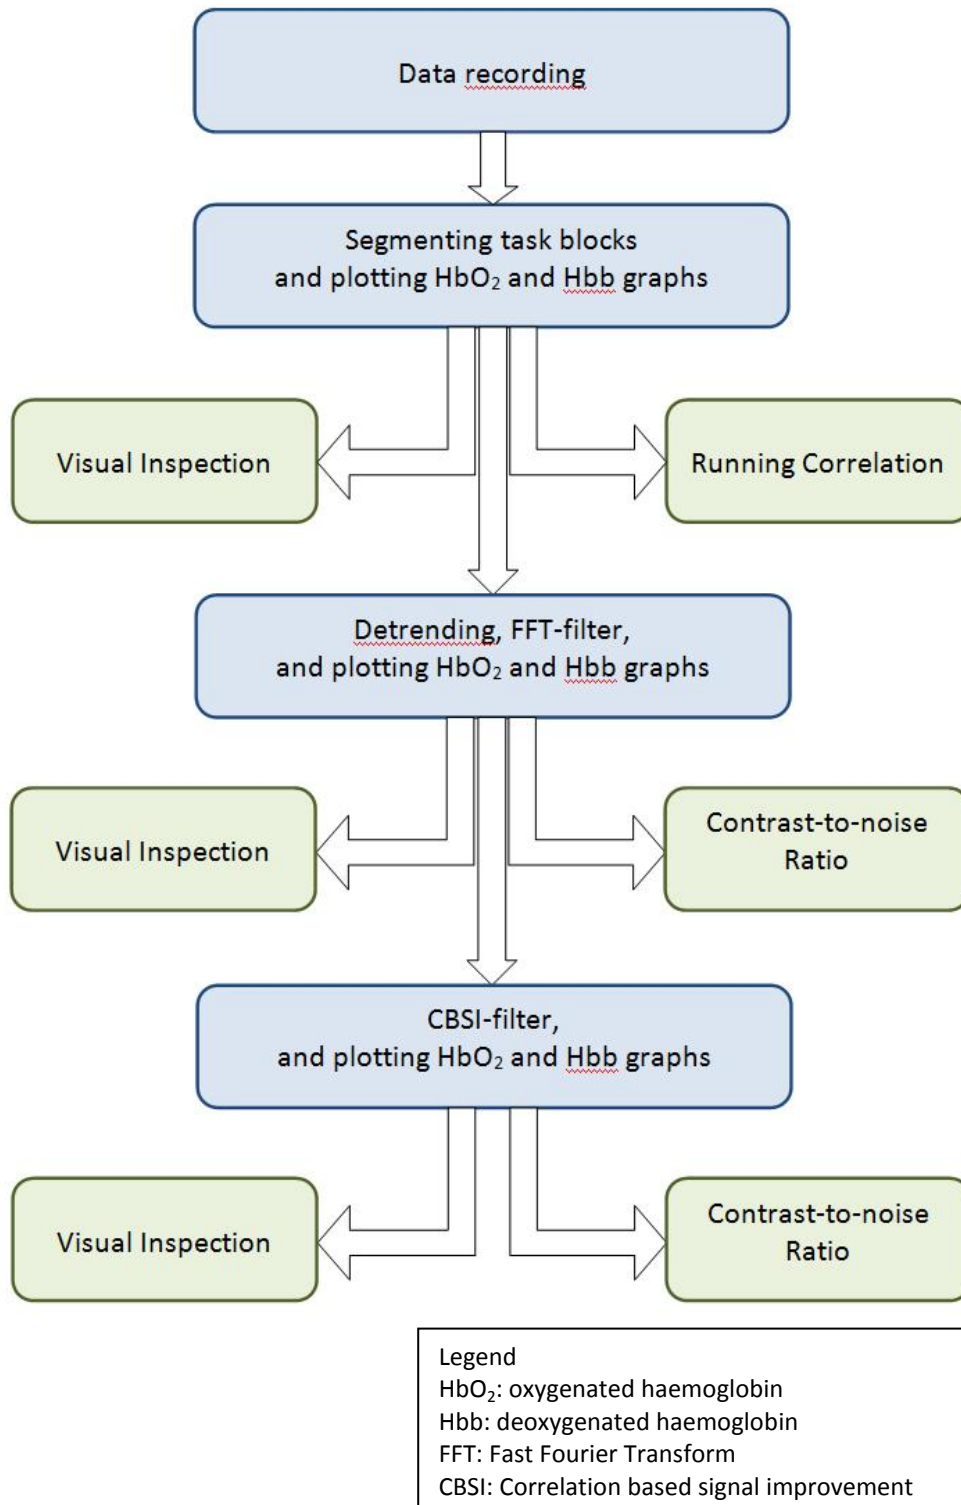 Data recording
Segmenting task blocks
and plotting HbO₂ and Hbb graphs
Visual Inspection
Running Correlation
Detrending, FFT-filter,
and plotting HbO₂ and Hbb graphs
Visual Inspection
Contrast-to-noise
Ratio
CBSI-filter,
and plotting HbO₂ and Hbb graphs
Visual Inspection
Contrast-to-noise
Ratio
Legend
HbO₂: oxygenated haemoglobin
Hbb: deoxygenated haemoglobin
FFT: Fast Fourier Transform
CBSI: Correlation based signal improvement